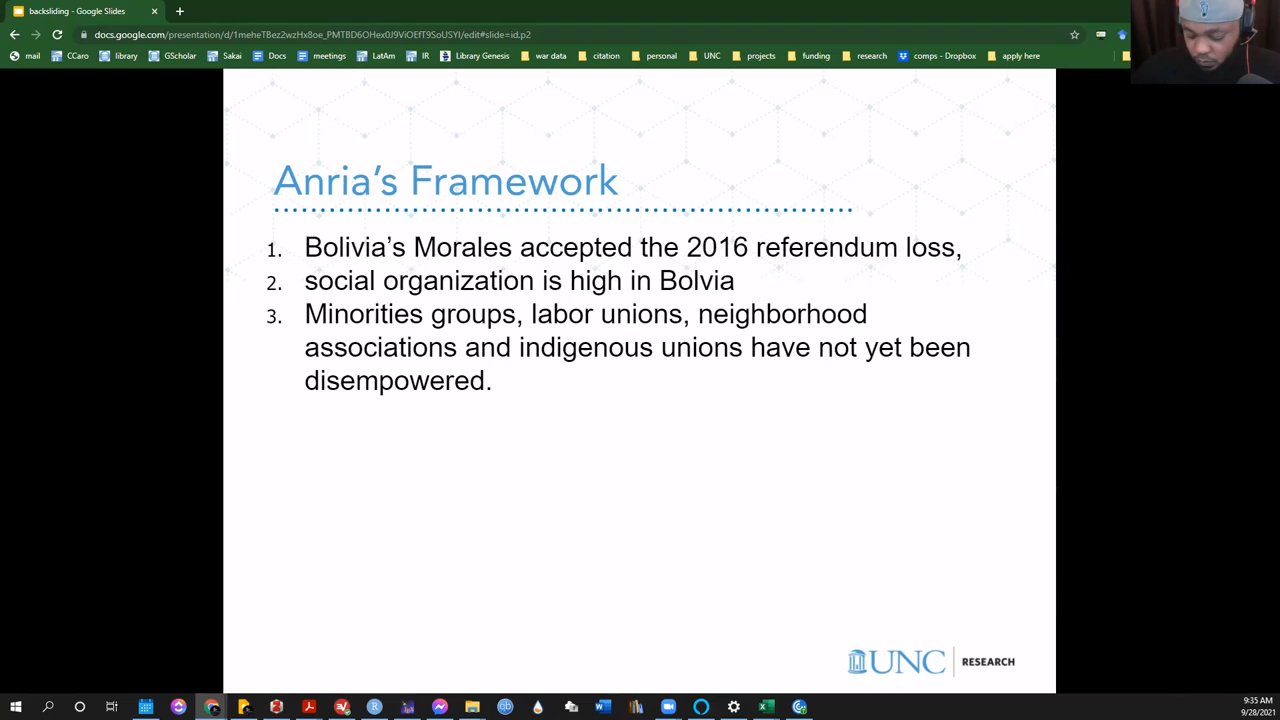 backsliding - Google Slides
docs.google.com/presentation/d/1meheTBez2wzHx8oe_PMTBD6OHex0J9ViOEfT9SoUSYI/edit#slide=id.p2
mail CCaro library GScholar Sakai Docs meetings LatAm IR Library Genesis war data citation personal UNC projects funding research comps - Dropbox apply here
Anria's Framework
1. Bolivia's Morales accepted the 2016 referendum loss,
2. social organization is high in Bolvia
3. Minorities groups, labor unions, neighborhood
associations and indigenous unions have not yet been
disempowered.
UNC RESEARCH
9:35 AM
9/28/2021